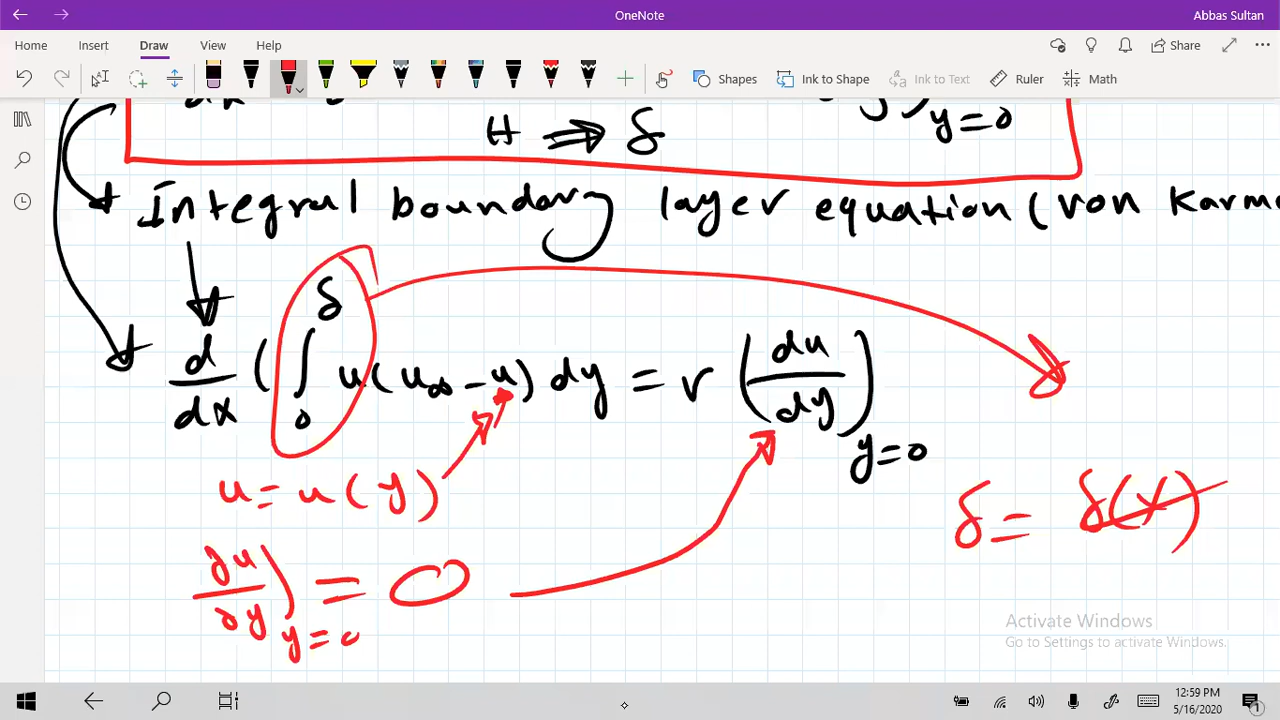 OneNote
Abbas Sultan
Home Insert Draw View Help
Share
Shapes Ink to Shape Ink to Text Ruler Math
dx
y=0
H ⇒ δ
Integral boundary layer equation (von Karm
d/dx (∫₀^δ u(u∞ - u) dy = ν (du/dy)y=0
u = u(y)
δ = δ(x)
∂u/∂y)y=0 = 0
Activate Windows
Go to Settings to activate Windows.
12:59 PM
5/16/2020